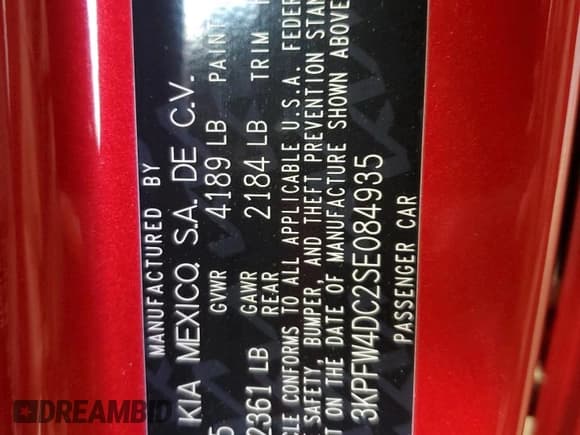 MANUFACTURED BY
KIA MEXICO, S.A. DE C.V.
GVWR 4189 LB PAINT
2361 LB GAWR REAR 2184 LB TRIM
CLE CONFORMS TO ALL APPLICABLE U.S.A. FEDER
SAFETY, BUMPER, AND THEFT PREVENTION STAN
T ON THE DATE OF MANUFACTURE SHOWN ABOVE
3KPFW4DC2SE084935
PASSENGER CAR
DREAMBID